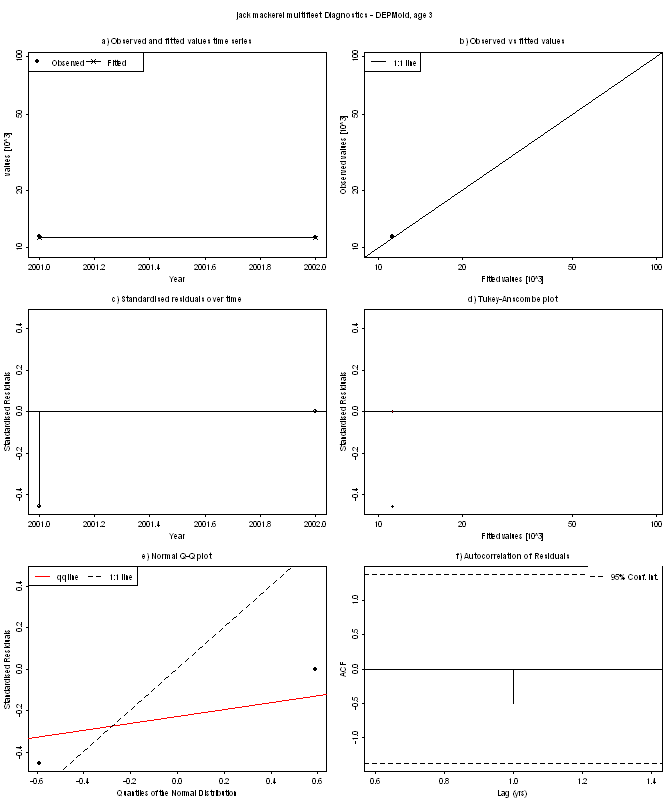 jack mackerel multifleet Diagnostics - DEPMold, age 3
a) Observed and fitted values time series
b) Observed vs fitted values
Observed
Fitted
1:1 line
values [10^3]
100
50
20
10
2001.0
2001.2
2001.4
2001.6
2001.8
2002.0
Year
Observed values [10^3]
100
50
20
10
10
20
50
100
Fitted values [10^3]
c) Standardised residuals over time
d) Tukey-Anscombe plot
Standardised Residuals
0.4
0.2
0.0
-0.2
-0.4
2001.0
2001.2
2001.4
2001.6
2001.8
2002.0
Year
Standardised Residuals
0.4
0.2
0.0
-0.2
-0.4
10
20
50
100
Fitted values [10^3]
e) Normal Q-Q plot
f) Autocorrelation of Residuals
qq line
1:1 line
95% Conf. Int.
Standardised Residuals
0.4
0.2
0.0
-0.2
-0.4
-0.6
-0.4
-0.2
0.0
0.2
0.4
0.6
Quantiles of the Normal Distribution
ACF
1.0
0.5
0.0
-0.5
-1.0
0.6
0.8
1.0
1.2
1.4
Lag (yrs)